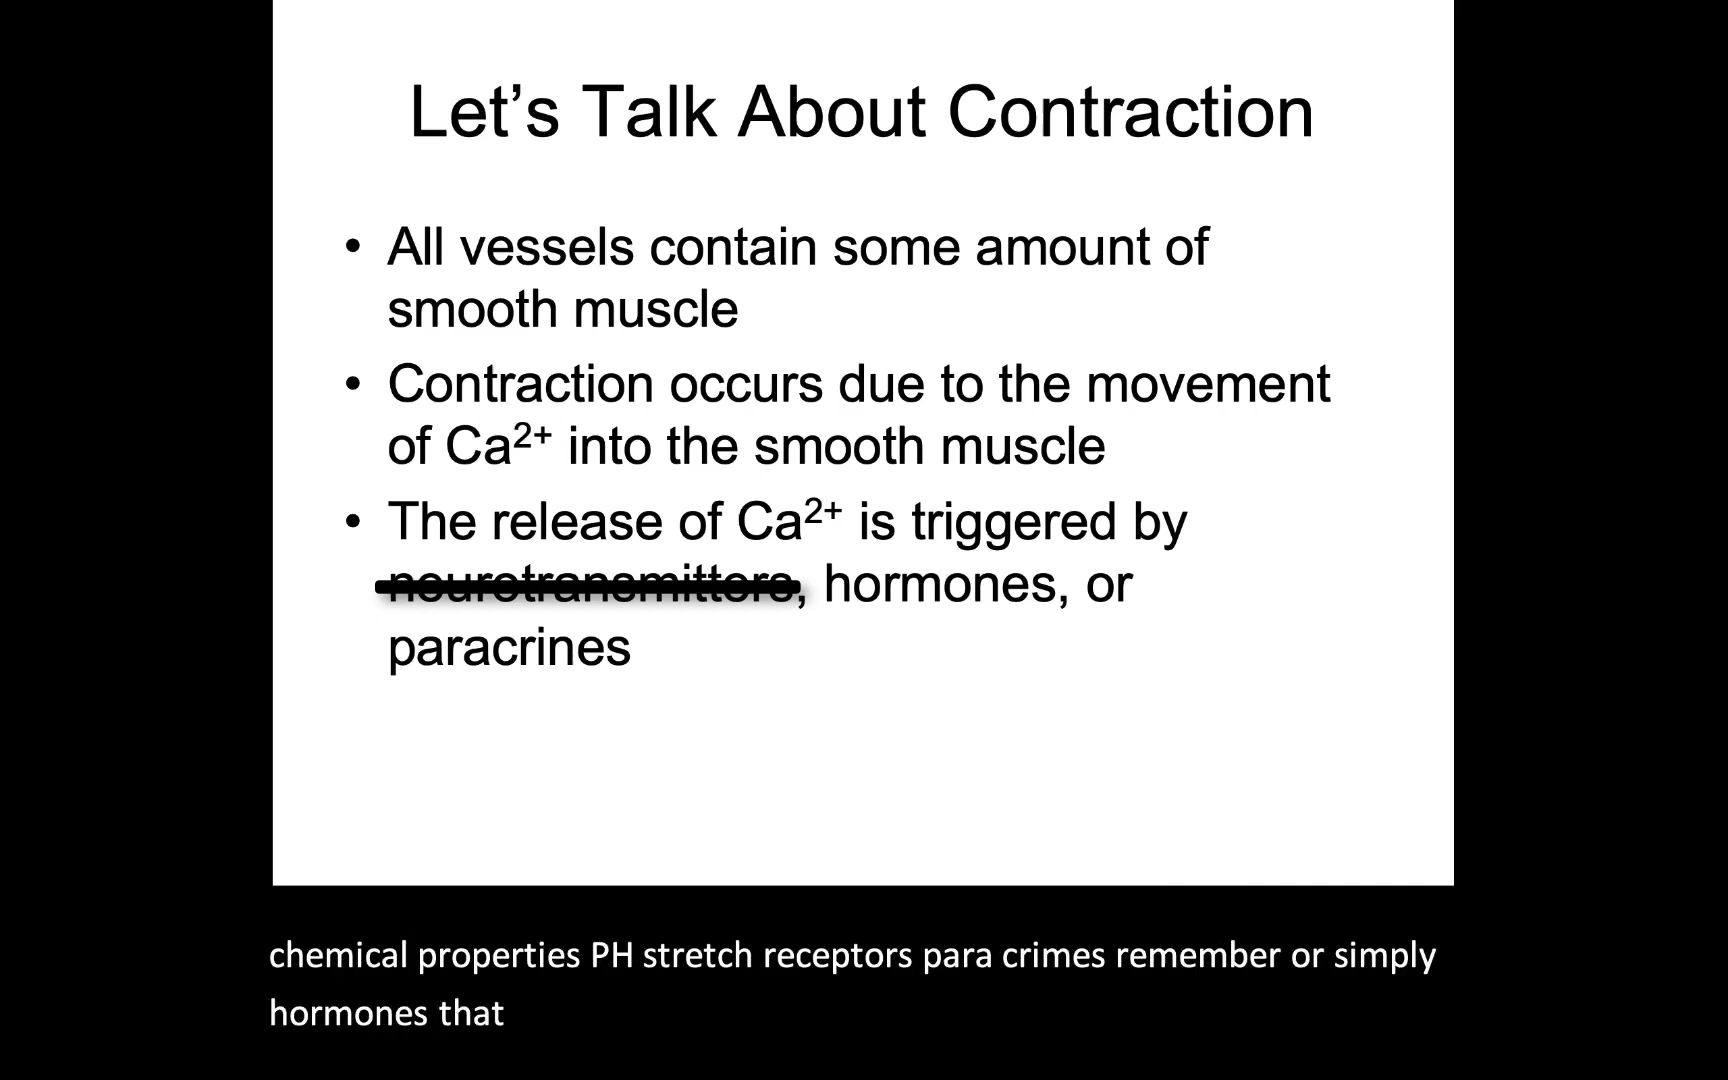 Let’s Talk About Contraction
• All vessels contain some amount of
smooth muscle
• Contraction occurs due to the movement
of Ca²⁺ into the smooth muscle
• The release of Ca²⁺ is triggered by
neurotransmitters, hormones, or
paracrines
chemical properties PH stretch receptors para crimes remember or simply
hormones that